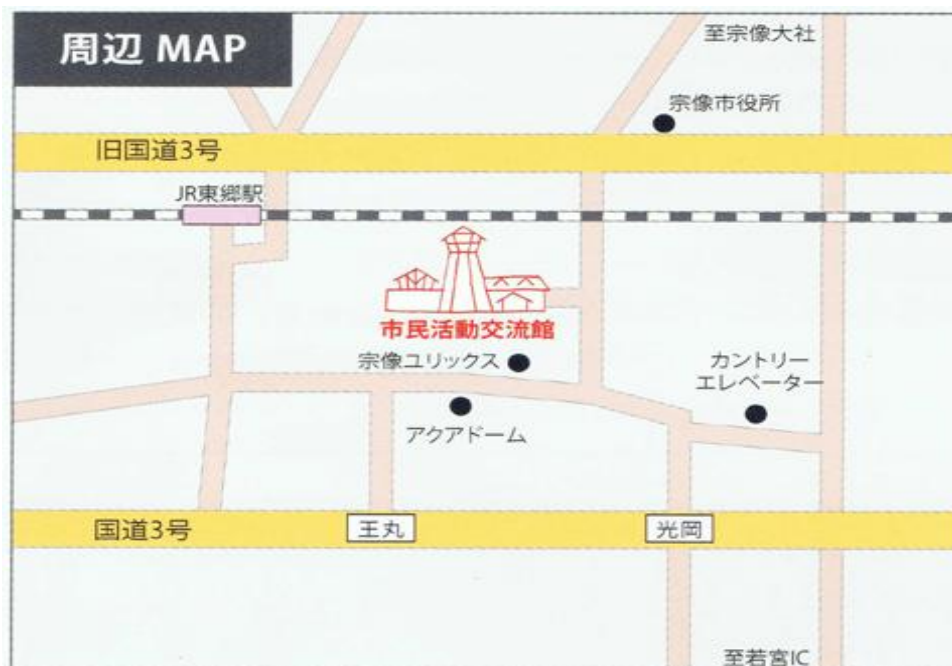 周辺 MAP
至宗像大社
宗像市役所
旧国道3号
JR東郷駅
市民活動交流館
宗像ユリックス
カントリー
エレベーター
アクアドーム
国道3号
王丸
光岡
至若宮IC